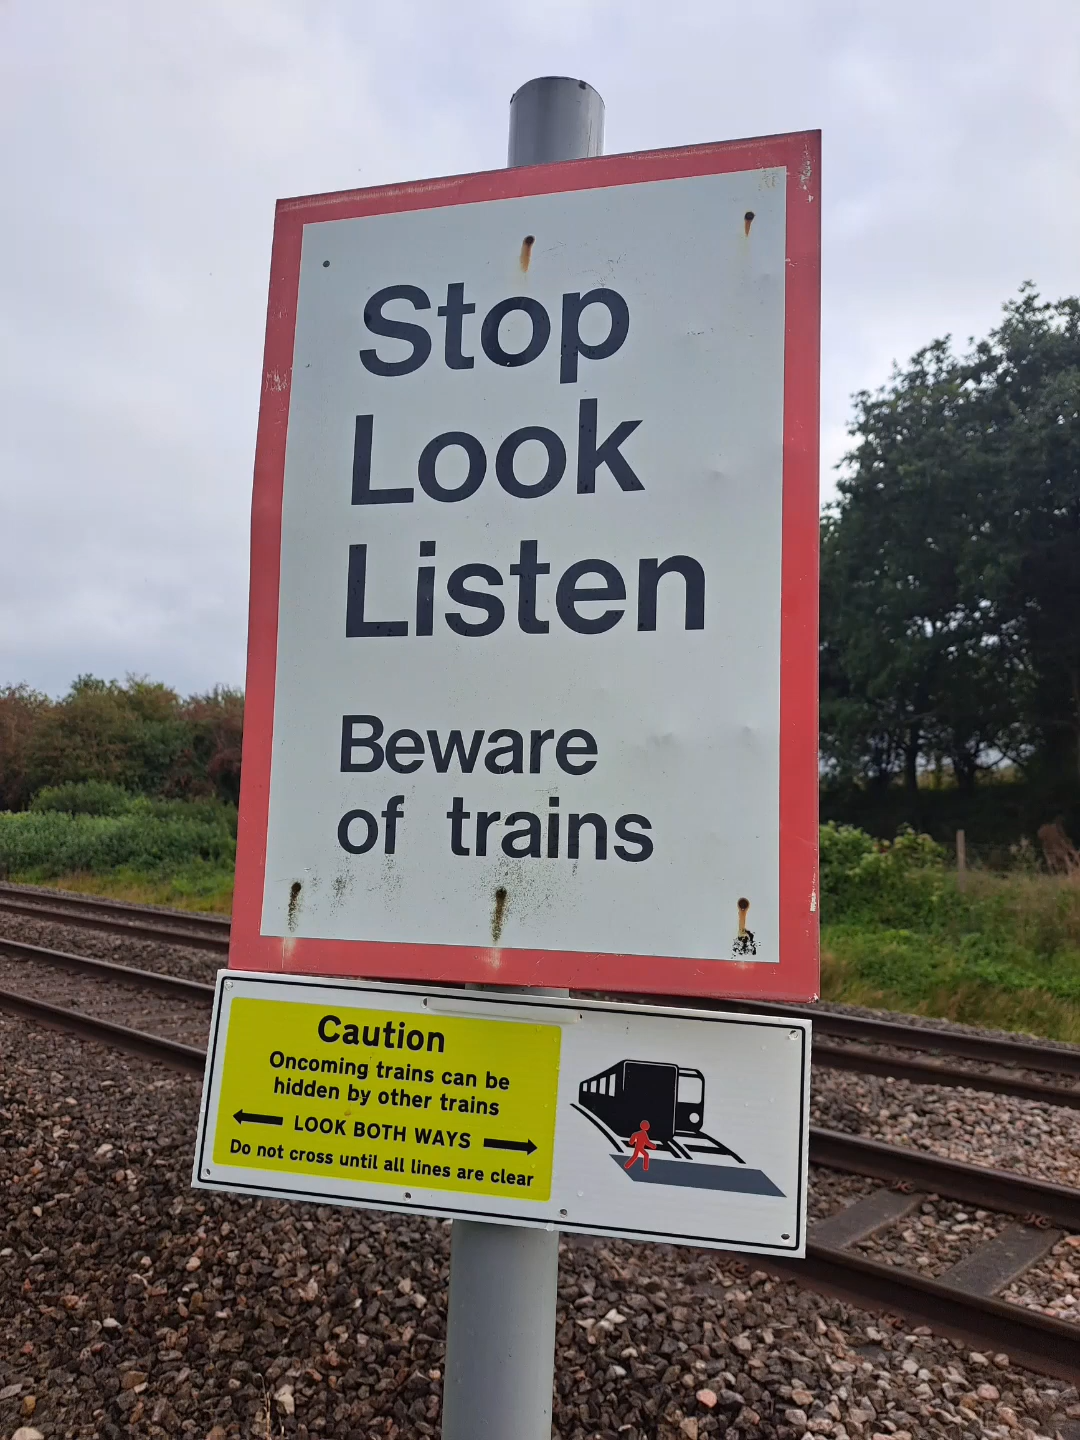 Stop
Look
Listen
Beware
of trains
Caution
Oncoming trains can be
hidden by other trains
LOOK BOTH WAYS
Do not cross until all lines are clear